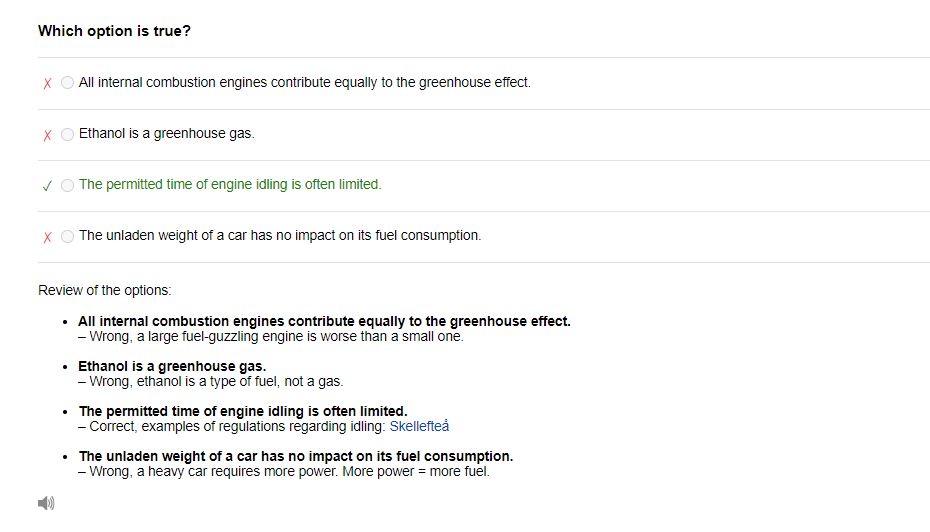 Which option is true?
✗ All internal combustion engines contribute equally to the greenhouse effect.
✗ Ethanol is a greenhouse gas.
✓ The permitted time of engine idling is often limited.
✗ The unladen weight of a car has no impact on its fuel consumption.
Review of the options:
• All internal combustion engines contribute equally to the greenhouse effect.
– Wrong, a large fuel-guzzling engine is worse than a small one.
• Ethanol is a greenhouse gas.
– Wrong, ethanol is a type of fuel, not a gas.
• The permitted time of engine idling is often limited.
– Correct, examples of regulations regarding idling: Skellefteå
• The unladen weight of a car has no impact on its fuel consumption.
– Wrong, a heavy car requires more power. More power = more fuel.